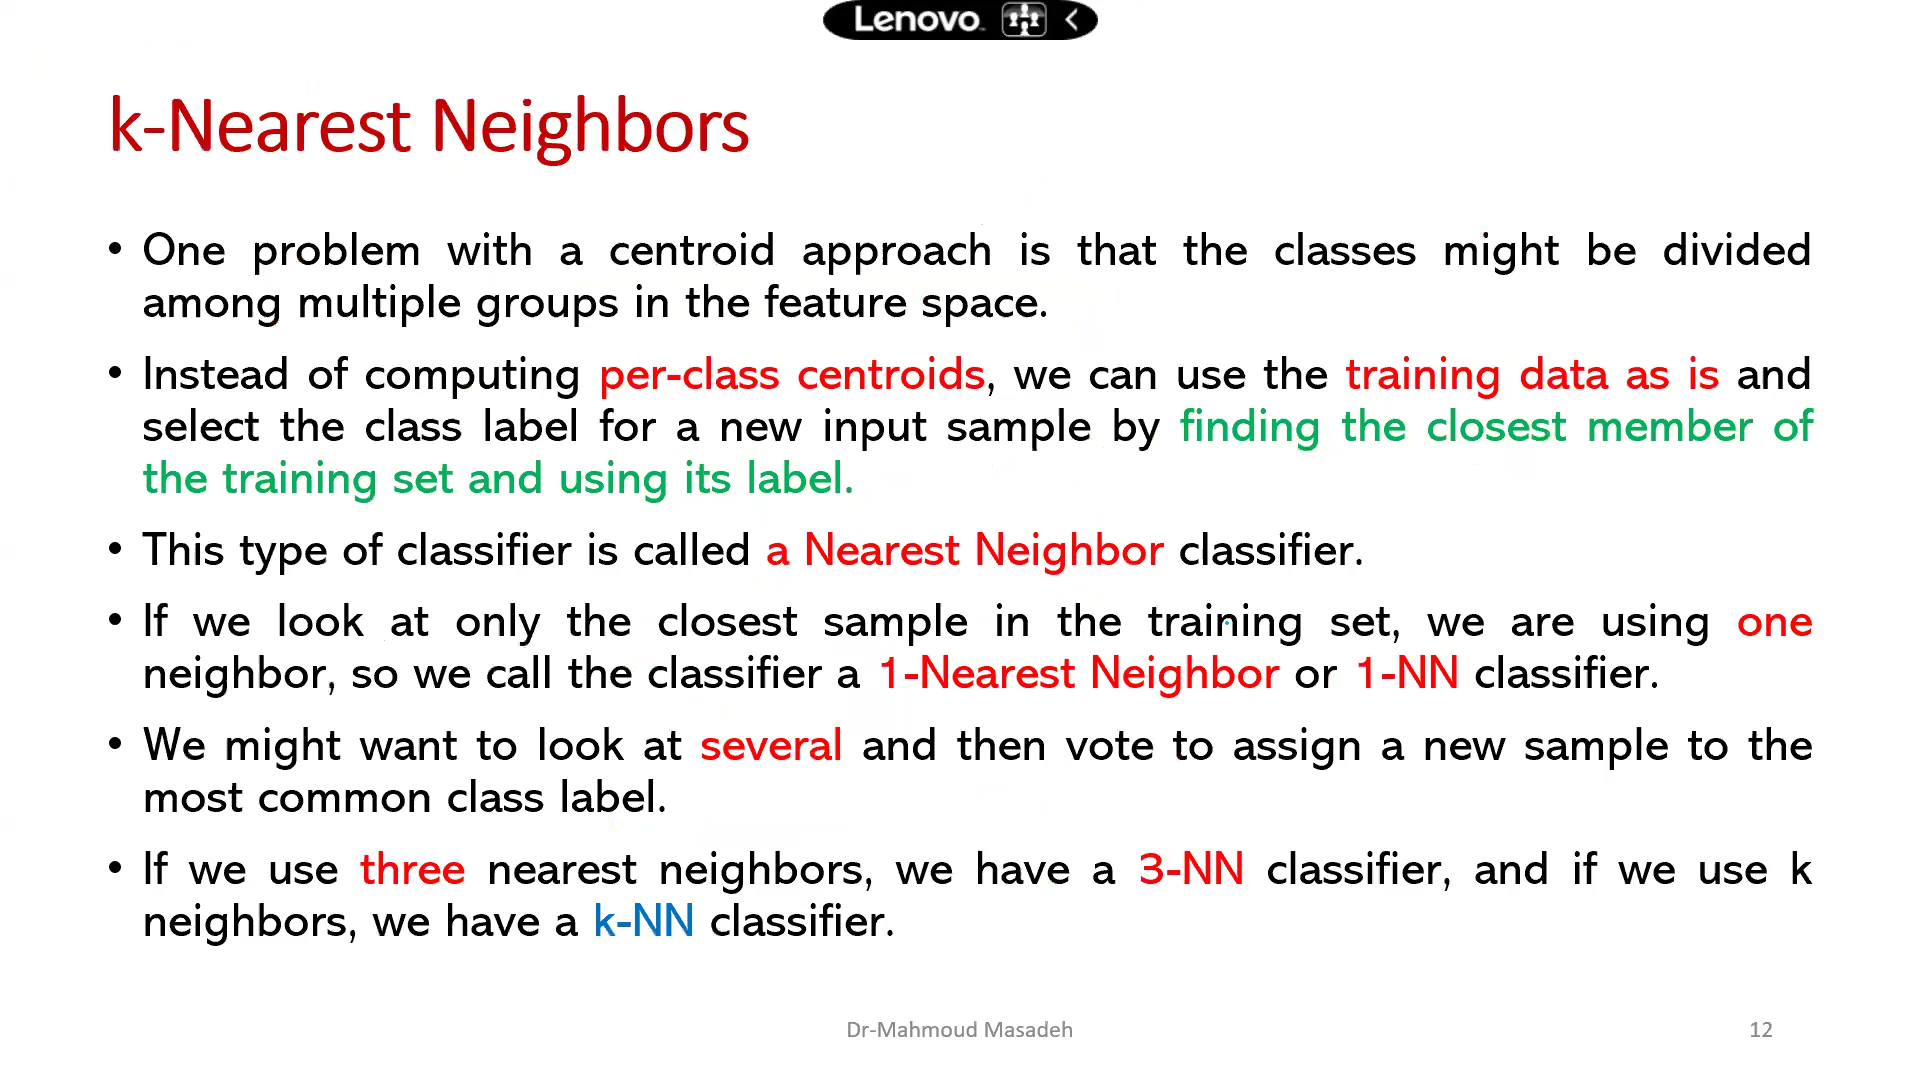 Lenovo
k-Nearest Neighbors
• One problem with a centroid approach is that the classes might be divided
among multiple groups in the feature space.
• Instead of computing per-class centroids, we can use the training data as is and
select the class label for a new input sample by finding the closest member of
the training set and using its label.
• This type of classifier is called a Nearest Neighbor classifier.
• If we look at only the closest sample in the training set, we are using one
neighbor, so we call the classifier a 1-Nearest Neighbor or 1-NN classifier.
• We might want to look at several and then vote to assign a new sample to the
most common class label.
• If we use three nearest neighbors, we have a 3-NN classifier, and if we use k
neighbors, we have a k-NN classifier.
Dr-Mahmoud Masadeh
12